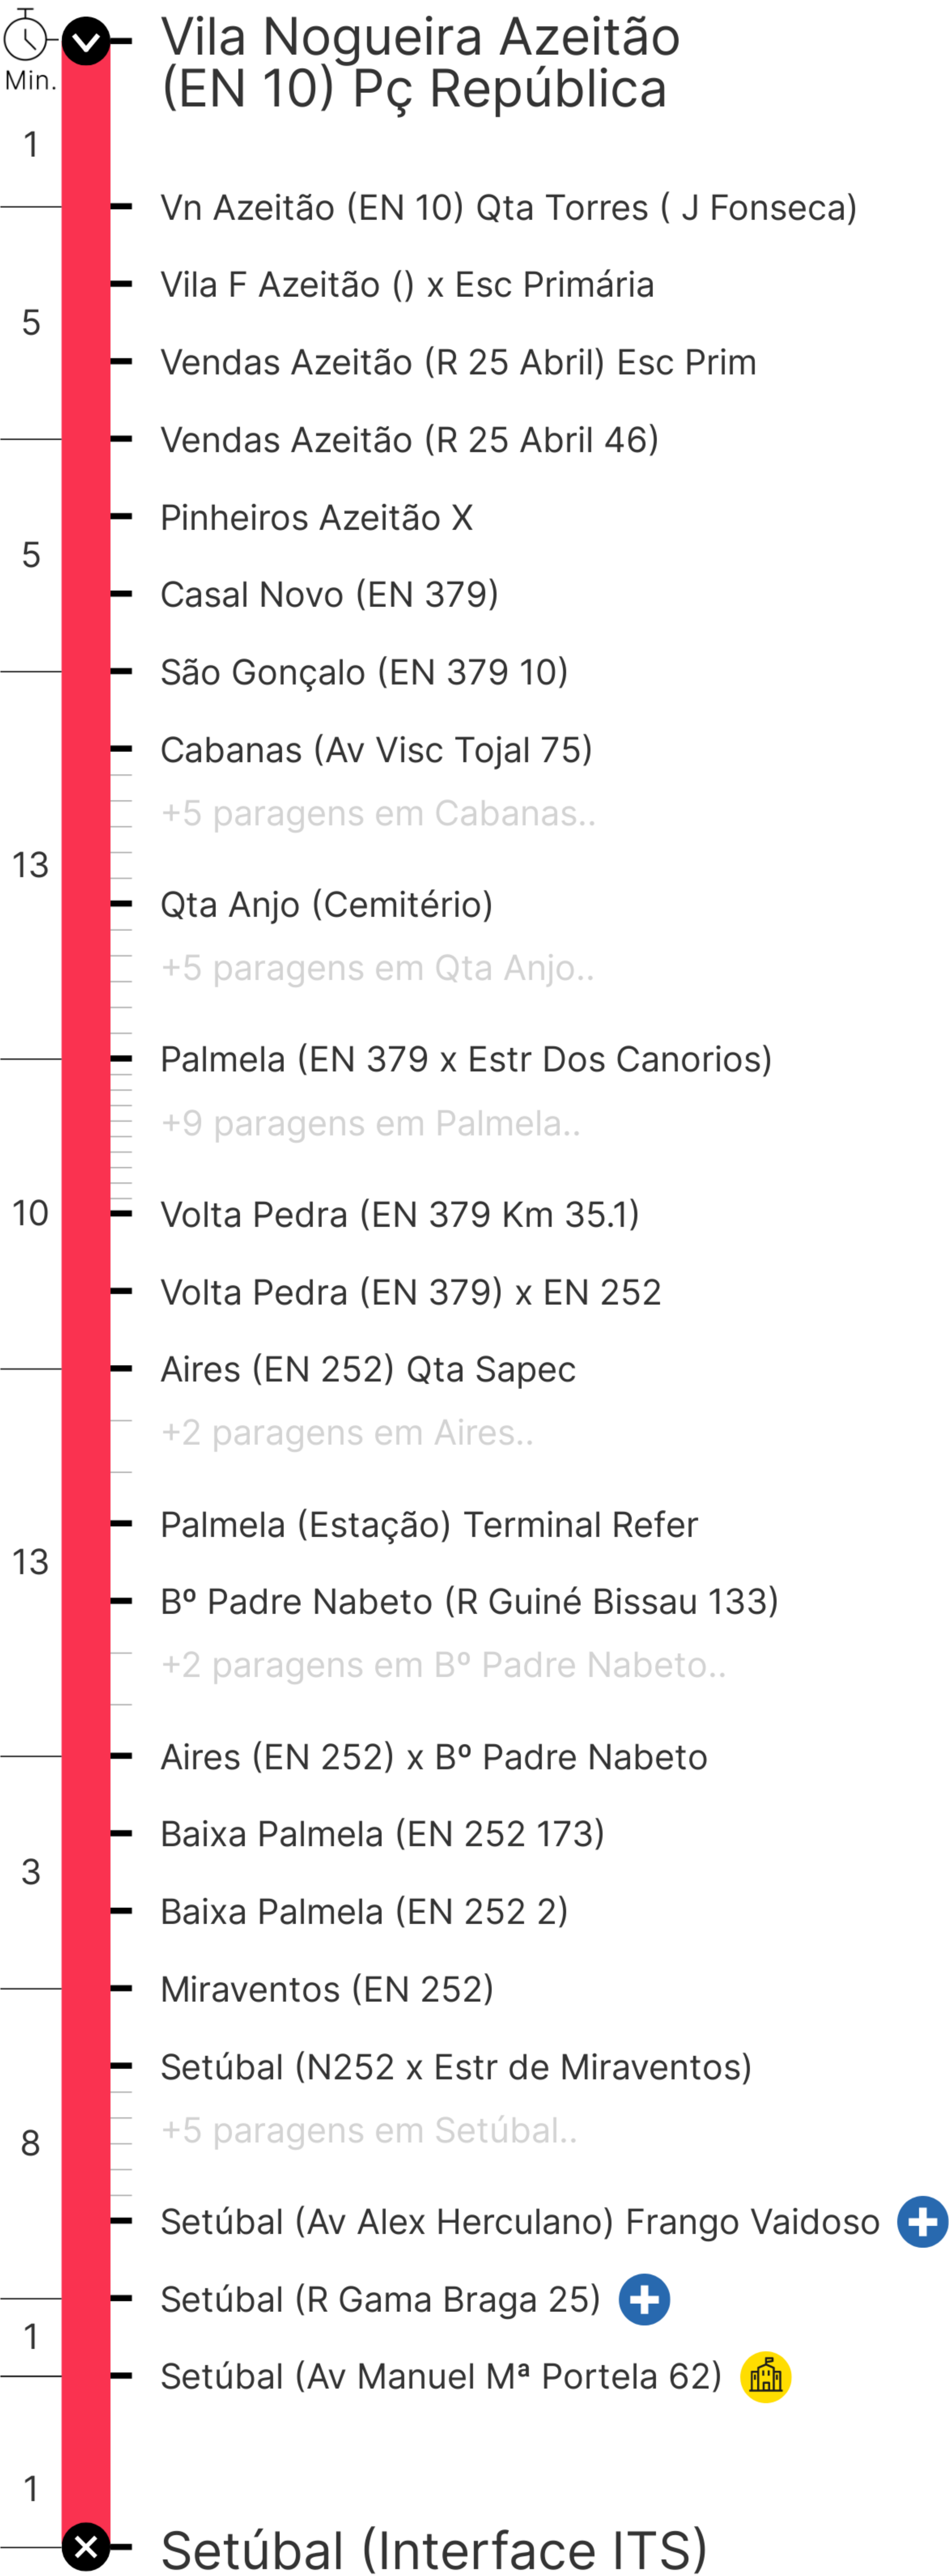 Vila Nogueira Azeitão
(EN 10) Pç República
Min.
1
Vn Azeitão (EN 10) Qta Torres ( J Fonseca)
Vila F Azeitão () x Esc Primária
5
Vendas Azeitão (R 25 Abril) Esc Prim
Vendas Azeitão (R 25 Abril 46)
Pinheiros Azeitão X
5
Casal Novo (EN 379)
São Gonçalo (EN 379 10)
Cabanas (Av Visc Tojal 75)
+5 paragens em Cabanas..
13
Qta Anjo (Cemitério)
+5 paragens em Qta Anjo..
Palmela (EN 379 x Estr Dos Canorios)
+9 paragens em Palmela..
10
Volta Pedra (EN 379 Km 35.1)
Volta Pedra (EN 379) x EN 252
Aires (EN 252) Qta Sapec
+2 paragens em Aires..
Palmela (Estação) Terminal Refer
13
Bº Padre Nabeto (R Guiné Bissau 133)
+2 paragens em Bº Padre Nabeto..
Aires (EN 252) x Bº Padre Nabeto
Baixa Palmela (EN 252 173)
3
Baixa Palmela (EN 252 2)
Miraventos (EN 252)
Setúbal (N252 x Estr de Miraventos)
+5 paragens em Setúbal..
8
Setúbal (Av Alex Herculano) Frango Vaidoso
Setúbal (R Gama Braga 25)
1
Setúbal (Av Manuel Mª Portela 62)
1
Setúbal (Interface ITS)